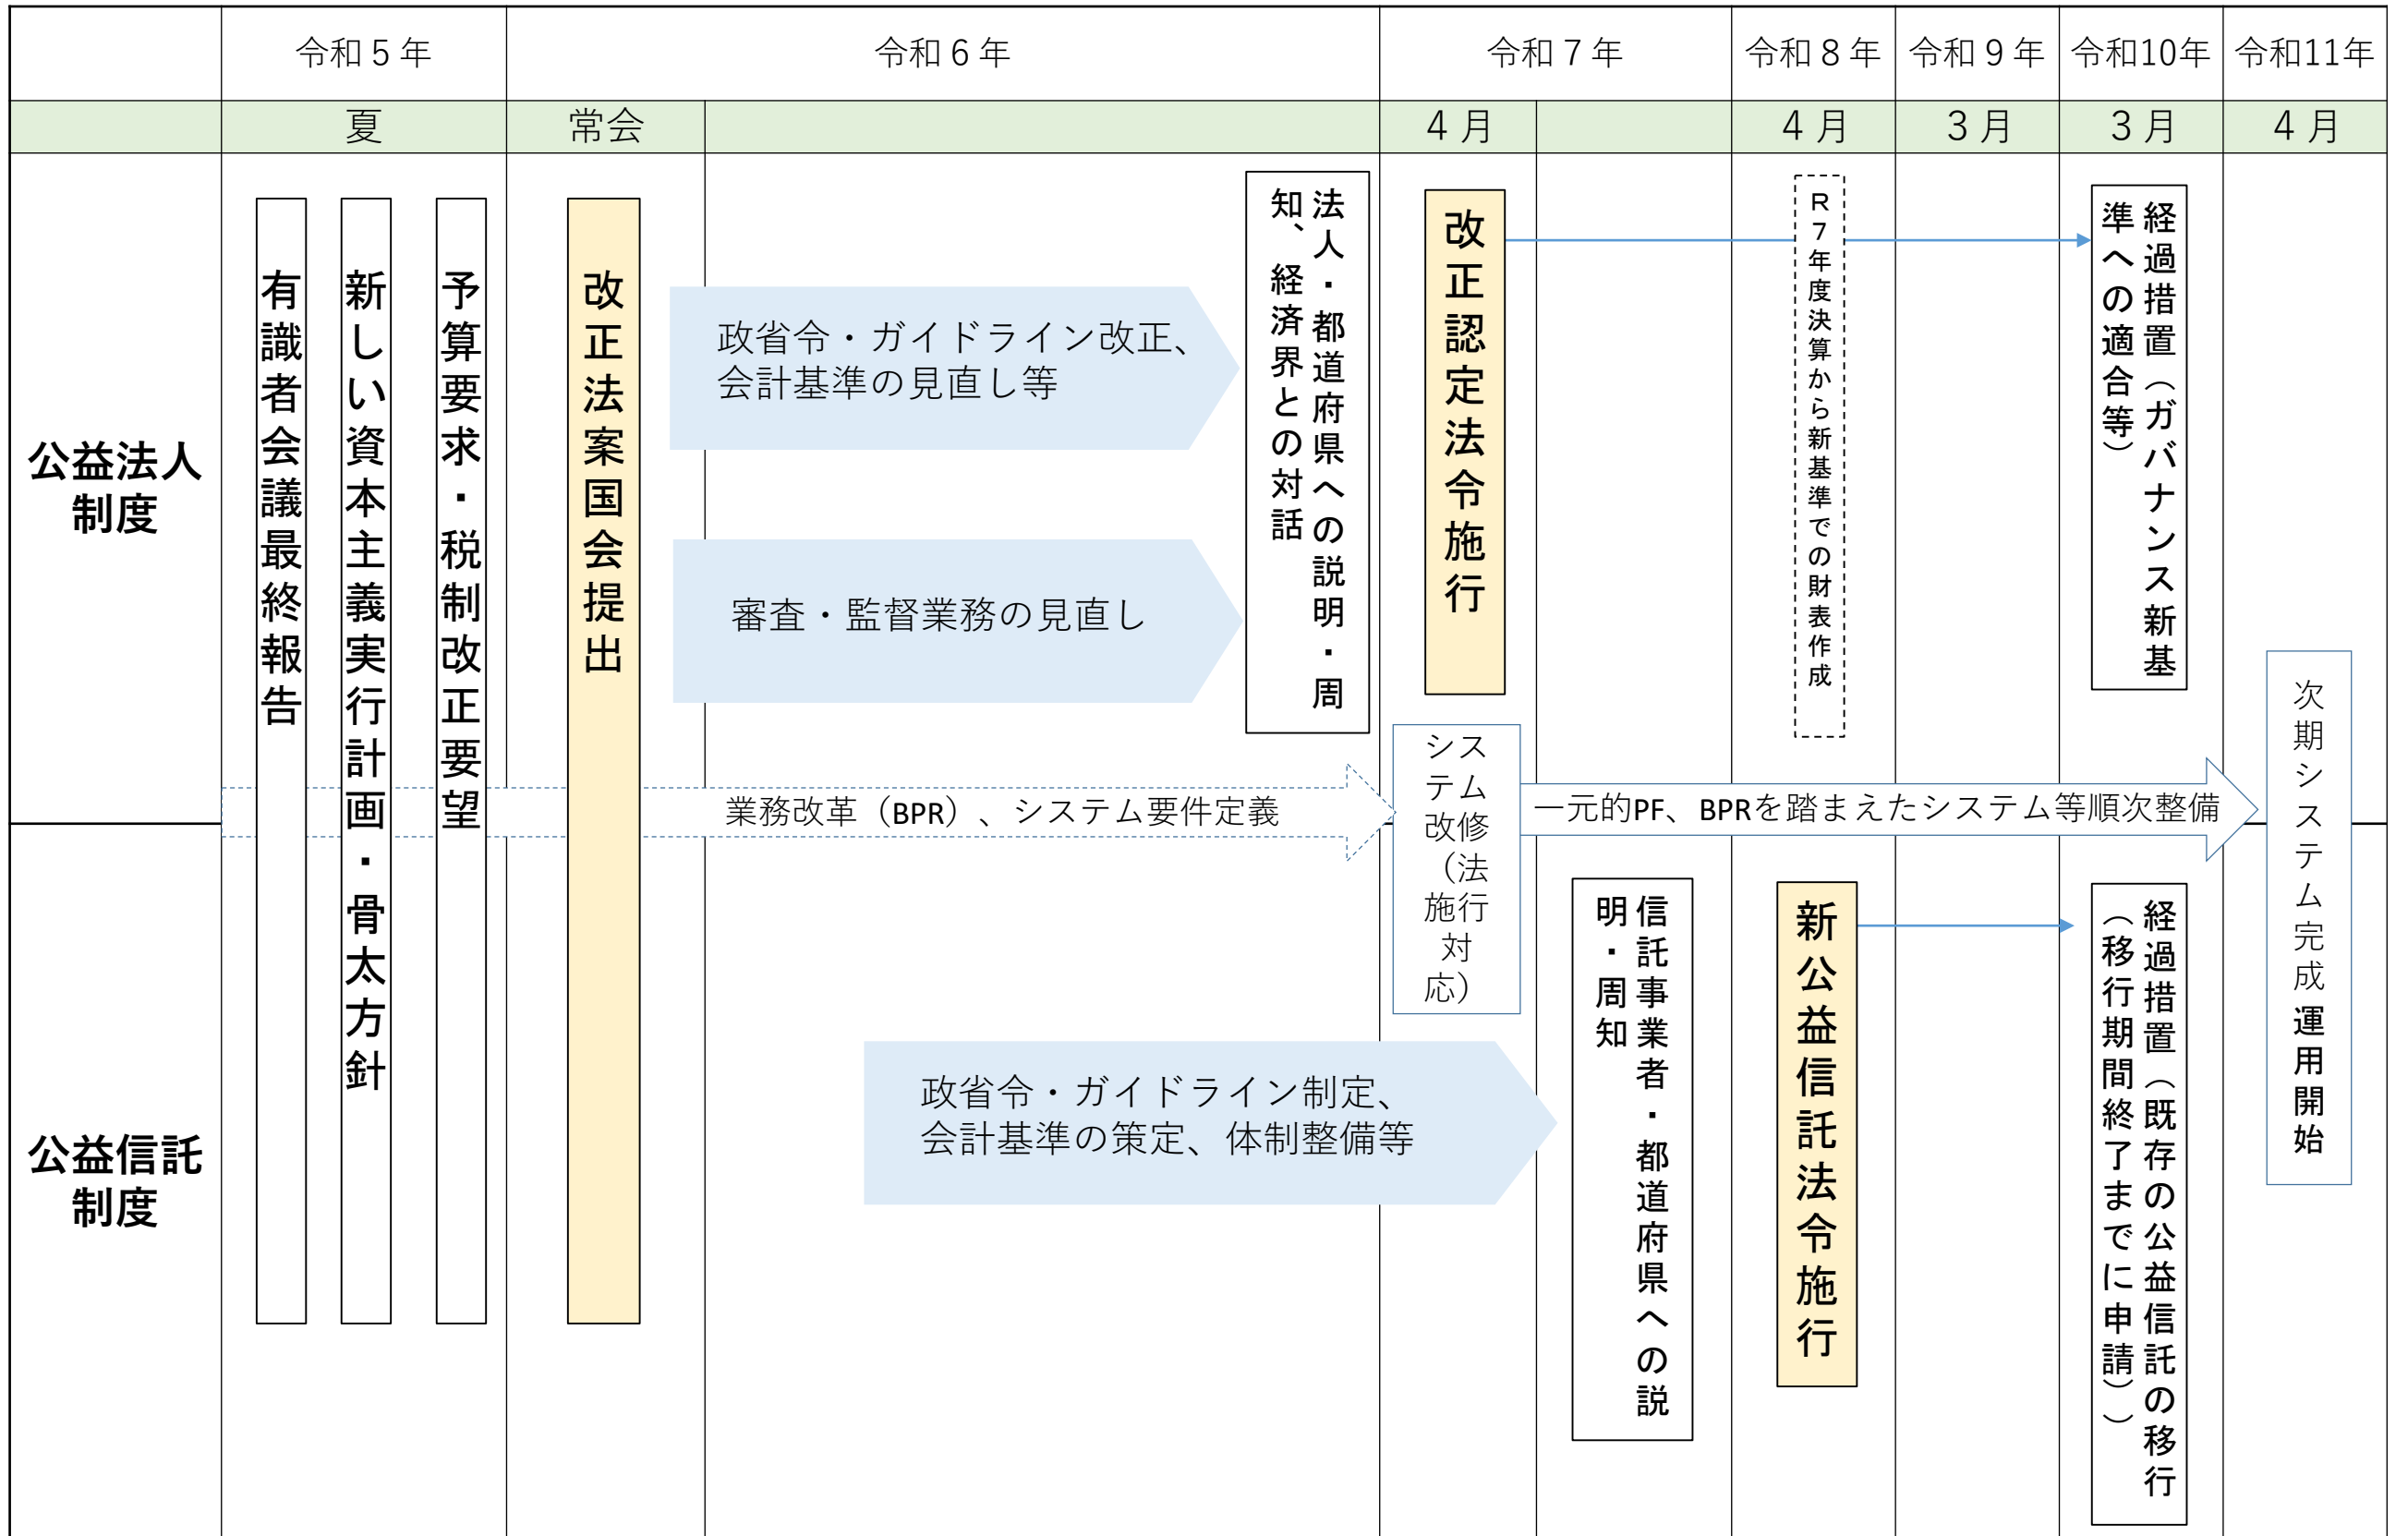 令和５年
令和６年
令和７年
令和８年
令和９年
令和10年
令和11年
夏
常会
４月
４月
３月
３月
４月
公益法人
制度
有識者会議最終報告
新しい資本主義実行計画・骨太方針
予算要求・税制改正要望
改正法案国会提出
政省令・ガイドライン改正、
会計基準の見直し等
審査・監督業務の見直し
法人・都道府県への説明・周
知、経済界との対話
改正認定法令施行
Ｒ７年度決算から新基準での財表作成
経過措置（ガバナンス新基
準への適合等）
業務改革（BPR）、システム要件定義
シス
テム
改修
（法
施行
対
応）
一元的PF、BPRを踏まえたシステム等順次整備
次期システム完成 運用開始
公益信託
制度
政省令・ガイドライン制定、
会計基準の策定、体制整備等
信託事業者・都道府県への説
明・周知
新公益信託法令施行
経過措置（既存の公益信託の移行
（移行期間終了までに申請））